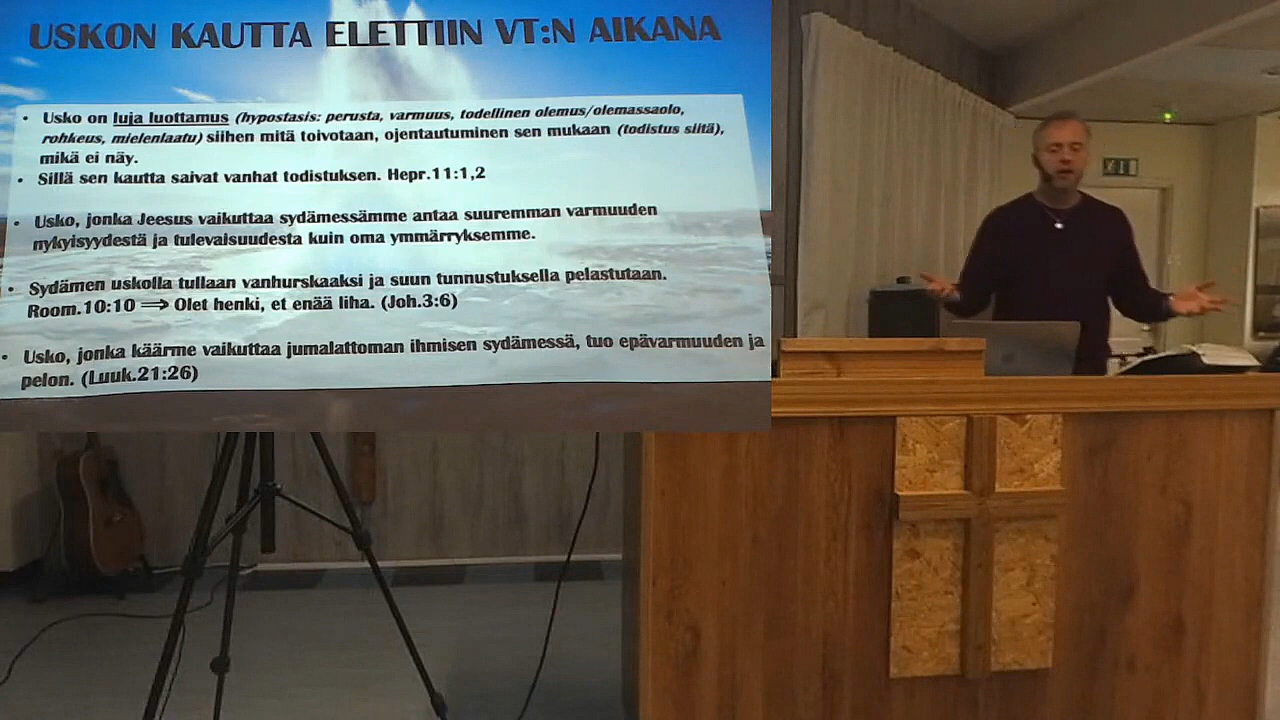 USKON KAUTTA ELETTIIN VT:N AIKANA
• Usko on luja luottamus (hypostasis: perusta, varmuus, todellinen olemus/olemassaolo,
rohkeus, mielenlaatu) siihen mitä toivotaan, ojentautuminen sen mukaan (todistus siitä),
mikä ei näy.
• Sillä sen kautta saivat vanhat todistuksen. Hepr.11:1,2
• Usko, jonka Jeesus vaikuttaa sydämessämme antaa suuremman varmuuden
nykyisyydestä ja tulevaisuudesta kuin oma ymmärryksemme.
• Sydämen uskolla tullaan vanhurskaaksi ja suun tunnustuksella pelastutaan.
Room.10:10 ⟹ Olet henki, et enää liha. (Joh.3:6)
• Usko, jonka käärme vaikuttaa jumalattoman ihmisen sydämessä, tuo epävarmuuden ja
pelon. (Luuk.21:26)